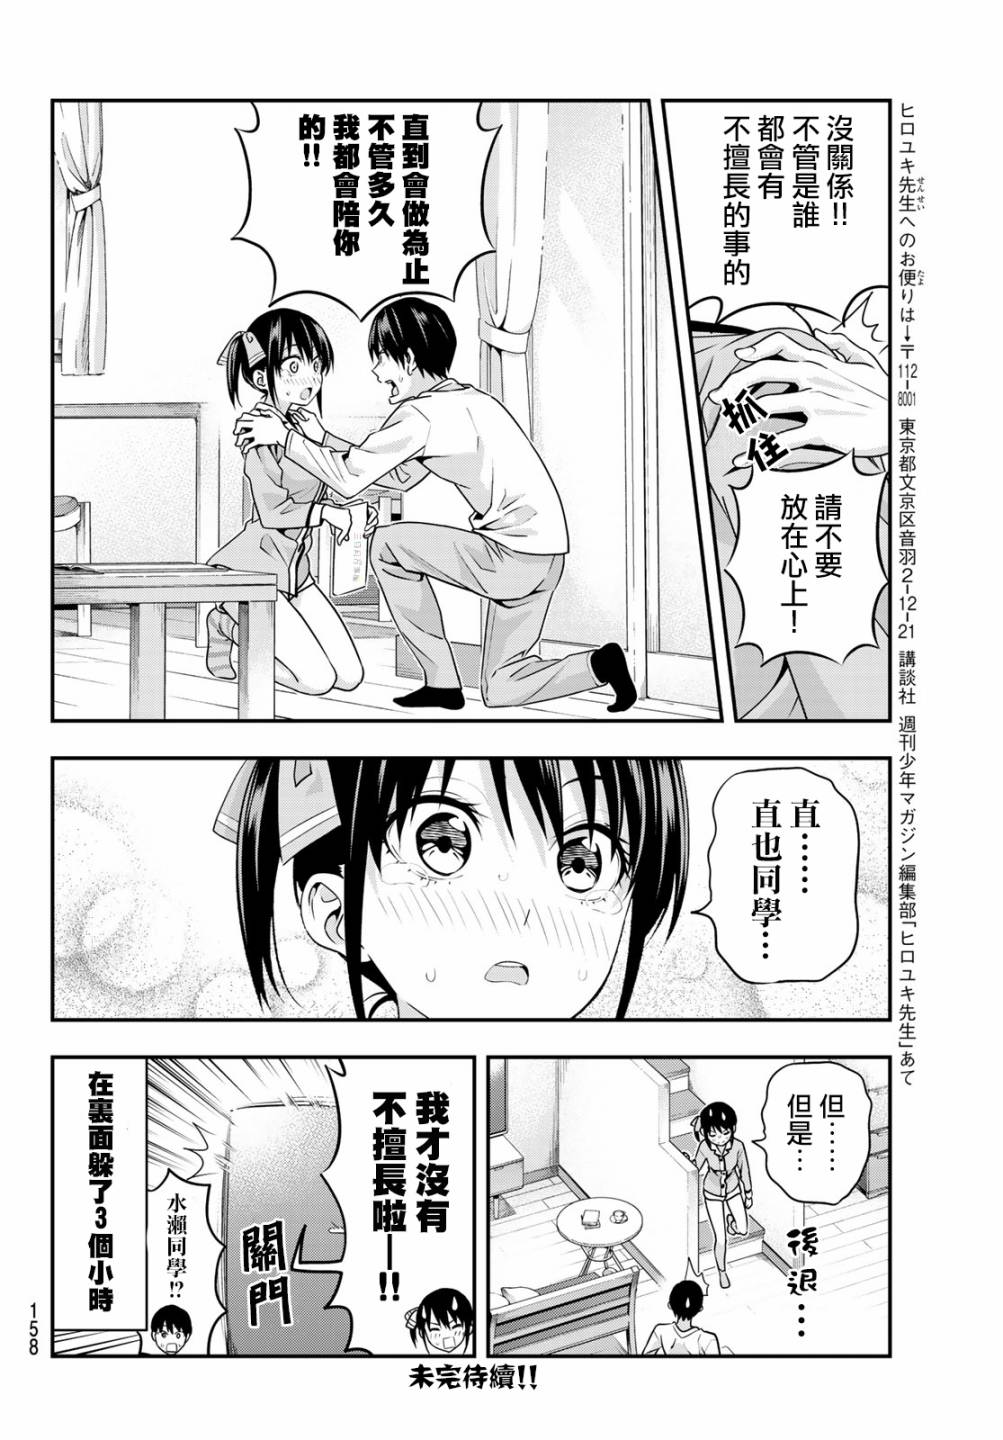 沒關係!!
不管是誰
都會有
不擅長的事的
抓住
請不要
放在心上！
直到會做為止
不管多久
我都會陪你
的!!
直……
直也同學…
但……
但是…
後退…
我才沒有
不擅長啦—!!
關門
水瀨同學!?
在裏面躲了3個小時
未完待續!!
158
ヒロユキ先生へのお便りは→〒112-8001 東京都文京区音羽2-12-21 講談社 週刊少年マガジン編集部「ヒロユキ先生」あて
せんせい
たよ